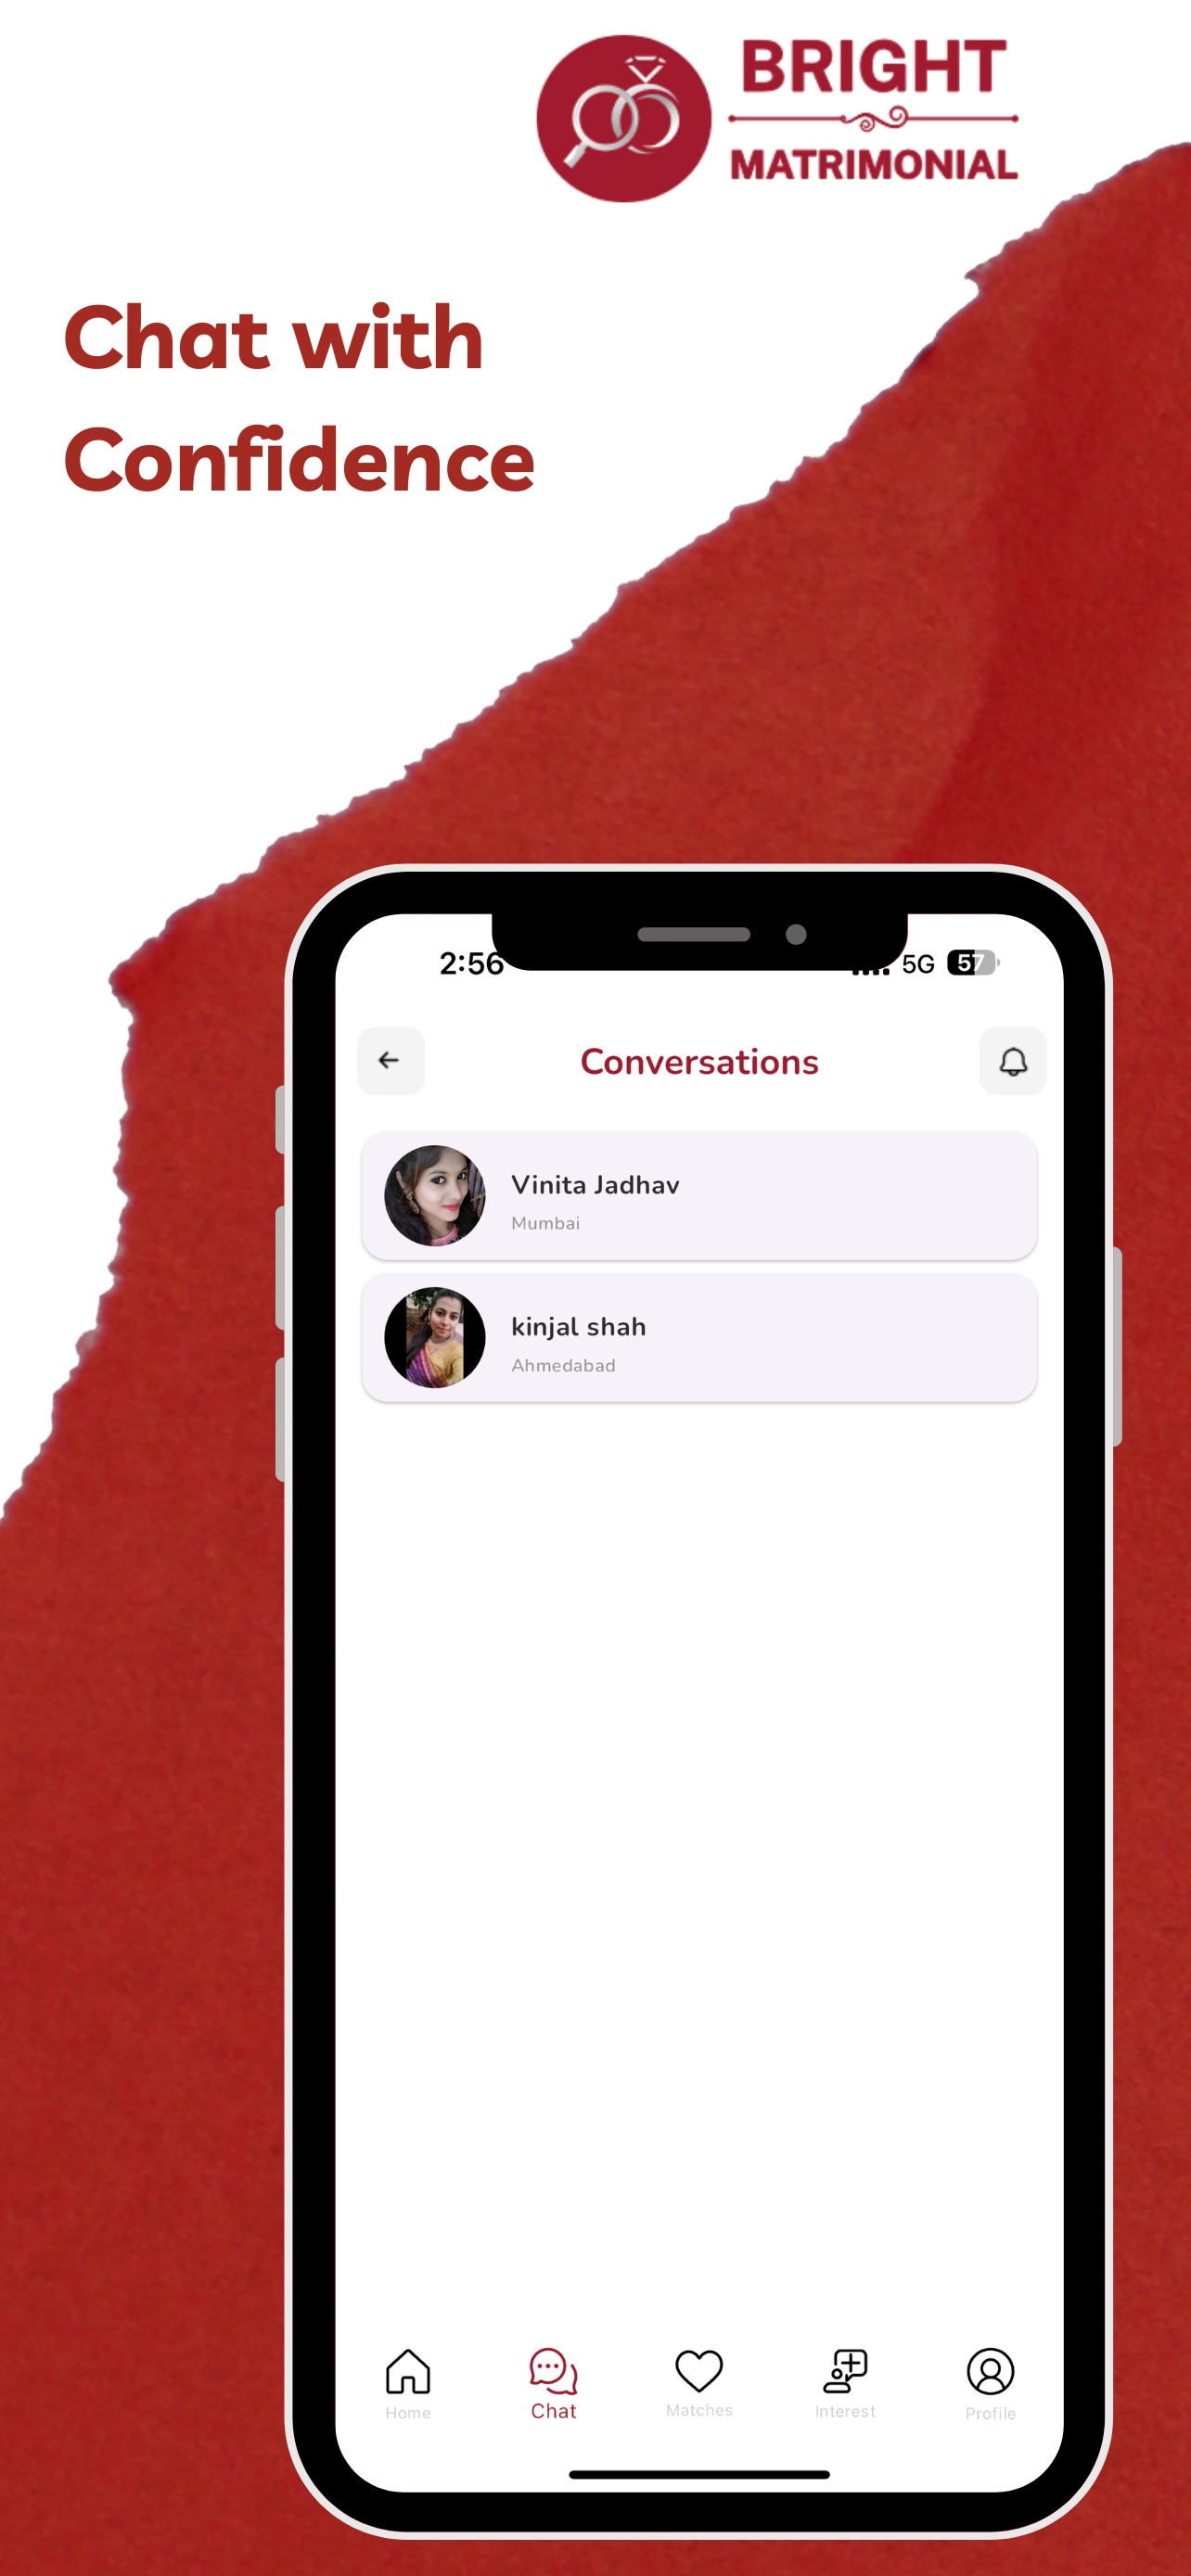 BRIGHT
MATRIMONIAL
Chat with
Confidence
2:56
5G
57
Conversations
Vinita Jadhav
Mumbai
kinjal shah
Ahmedabad
Home
Chat
Matches
Interest
Profile